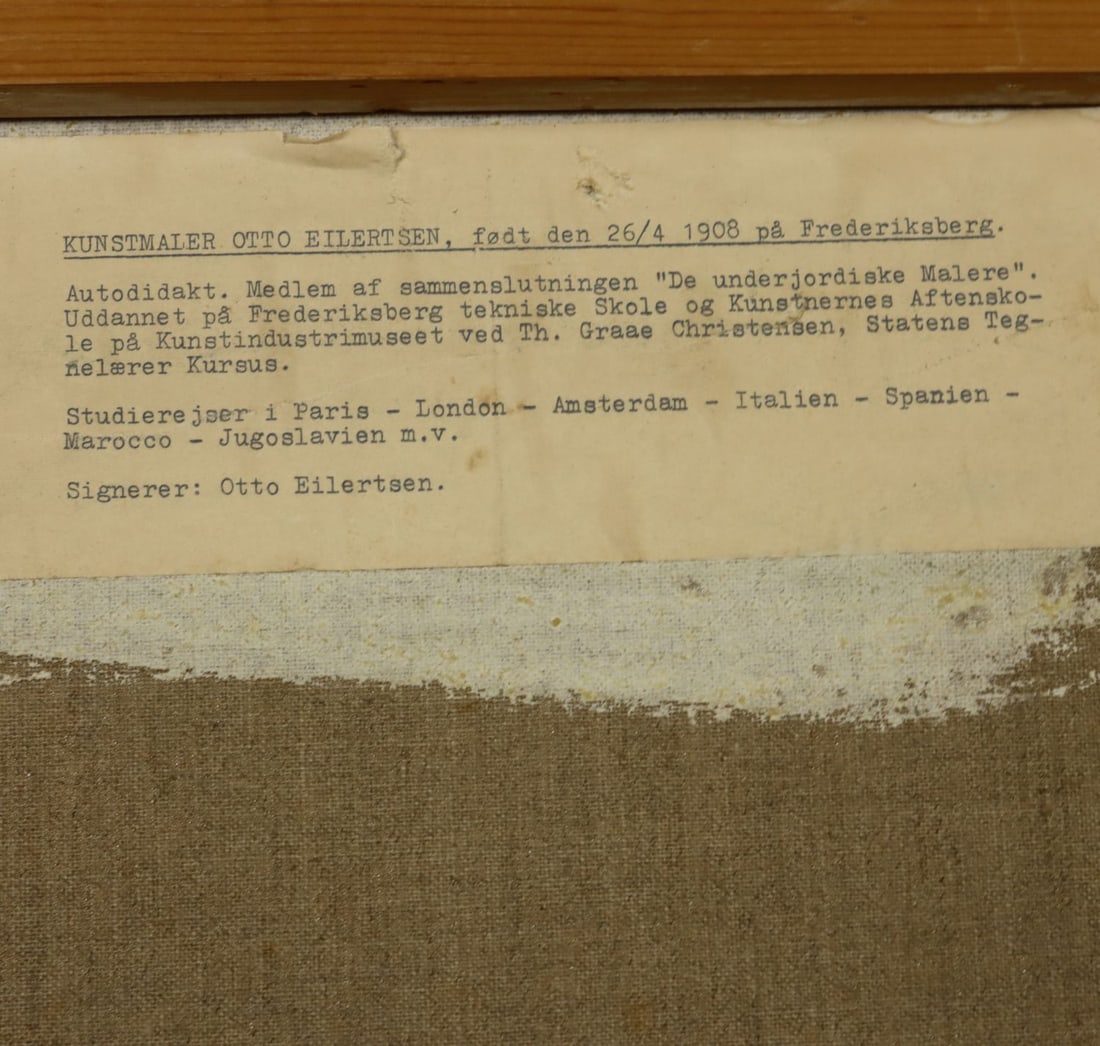 KUNSTMALER OTTO EILERTSEN, født den 26/4 1908 på Frederiksberg.
Autodidakt. Medlem af sammenslutningen "De underjordiske Malere".
Uddannet på Frederiksberg tekniske Skole og Kunstnernes Aftensko-
le på Kunstindustrimuseet ved Th. Graae Christensen, Statens Teg-
nelærer Kursus.
Studierejser i Paris - London - Amsterdam - Italien - Spanien -
Marocco - Jugoslavien m.v.
Signerer: Otto Eilertsen.